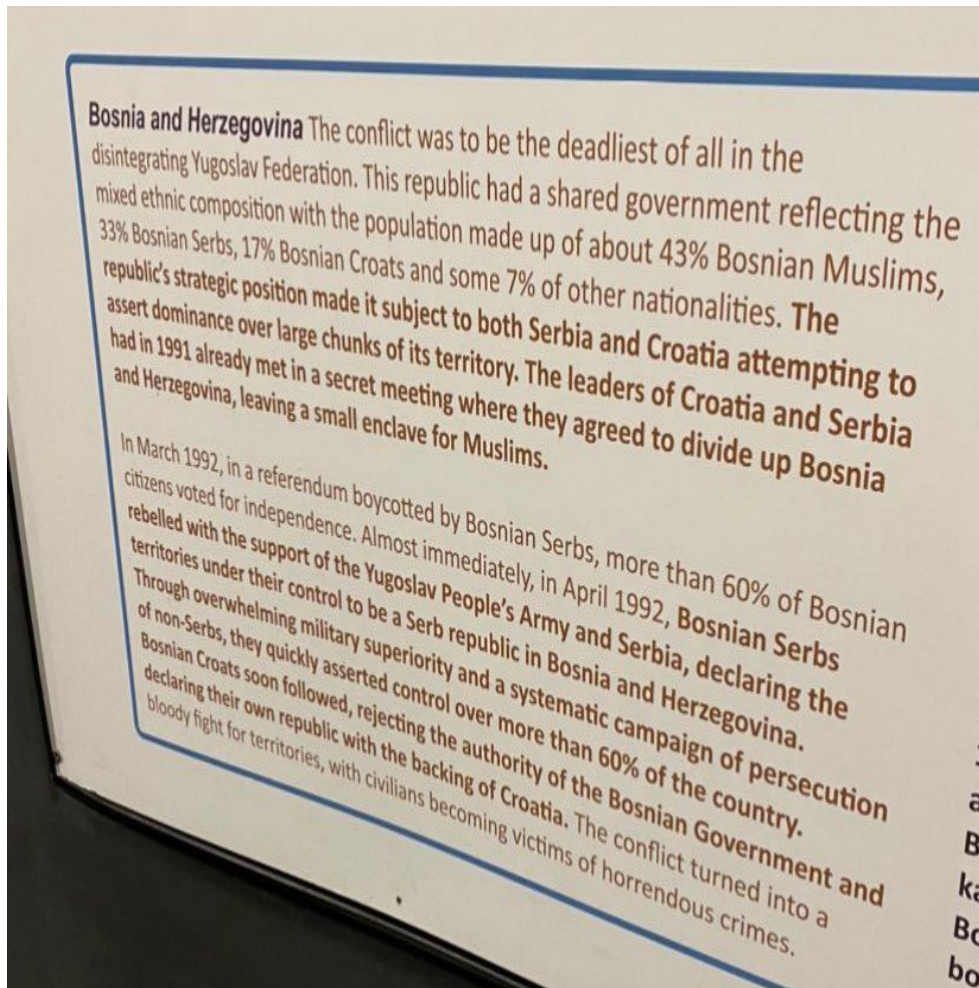 Bosnia and Herzegovina The conflict was to be the deadliest of all in the
disintegrating Yugoslav Federation. This republic had a shared government reflecting the
mixed ethnic composition with the population made up of about 43% Bosnian Muslims,
33% Bosnian Serbs, 17% Bosnian Croats and some 7% of other nationalities. The
republic's strategic position made it subject to both Serbia and Croatia attempting to
assert dominance over large chunks of its territory. The leaders of Croatia and Serbia
had in 1991 already met in a secret meeting where they agreed to divide up Bosnia
and Herzegovina, leaving a small enclave for Muslims.
In March 1992, in a referendum boycotted by Bosnian Serbs, more than 60% of Bosnian
citizens voted for independence. Almost immediately, in April 1992, Bosnian Serbs
rebelled with the support of the Yugoslav People's Army and Serbia, declaring the
territories under their control to be a Serb republic in Bosnia and Herzegovina.
Through overwhelming military superiority and a systematic campaign of persecution
of non-Serbs, they quickly asserted control over more than 60% of the country.
Bosnian Croats soon followed, rejecting the authority of the Bosnian Government and
declaring their own republic with the backing of Croatia. The conflict turned into a
bloody fight for territories, with civilians becoming victims of horrendous crimes.